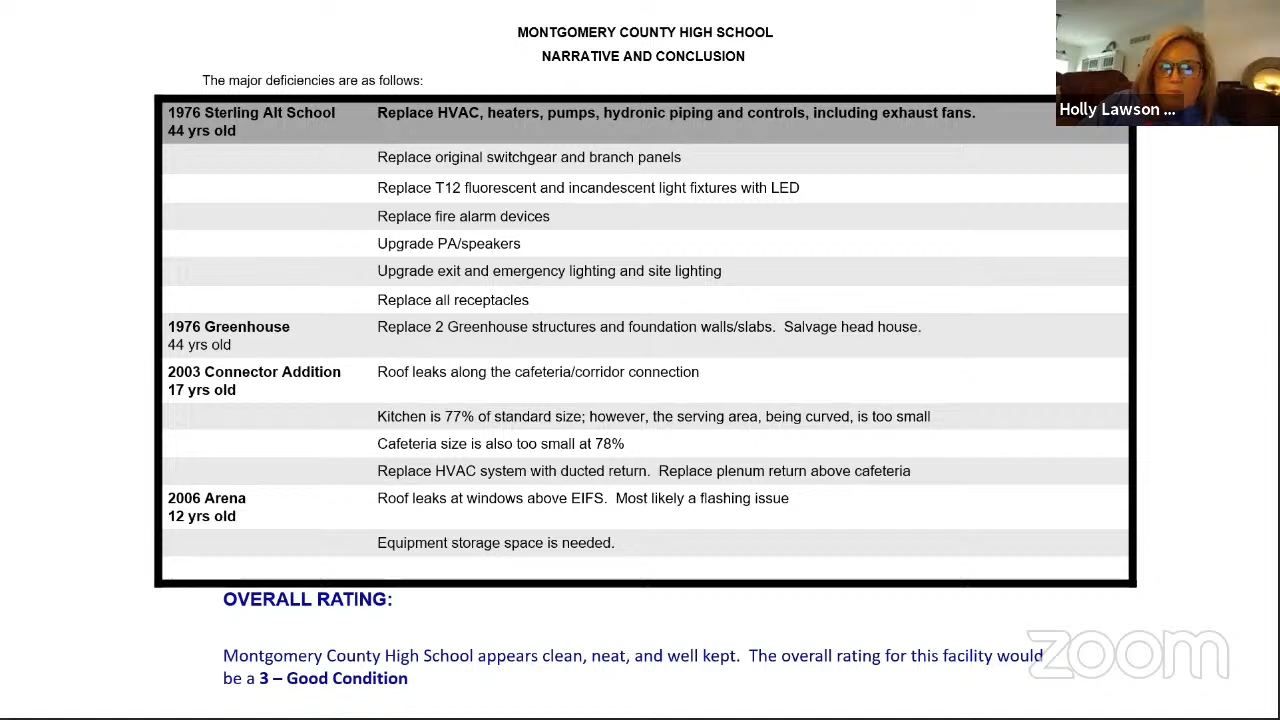 MONTGOMERY COUNTY HIGH SCHOOL
NARRATIVE AND CONCLUSION
The major deficiencies are as follows:
Holly Lawson ...
1976 Sterling Alt School Replace HVAC, heaters, pumps, hydronic piping and controls, including exhaust fans.
44 yrs old
Replace original switchgear and branch panels
Replace T12 fluorescent and incandescent light fixtures with LED
Replace fire alarm devices
Upgrade PA/speakers
Upgrade exit and emergency lighting and site lighting
Replace all receptacles
1976 Greenhouse Replace 2 Greenhouse structures and foundation walls/slabs. Salvage head house.
44 yrs old
2003 Connector Addition Roof leaks along the cafeteria/corridor connection
17 yrs old
Kitchen is 77% of standard size; however, the serving area, being curved, is too small
Cafeteria size is also too small at 78%
Replace HVAC system with ducted return. Replace plenum return above cafeteria
2006 Arena Roof leaks at windows above EIFS. Most likely a flashing issue
12 yrs old
Equipment storage space is needed.
OVERALL RATING:
Montgomery County High School appears clean, neat, and well kept. The overall rating for this facility would
be a 3 – Good Condition
zoom